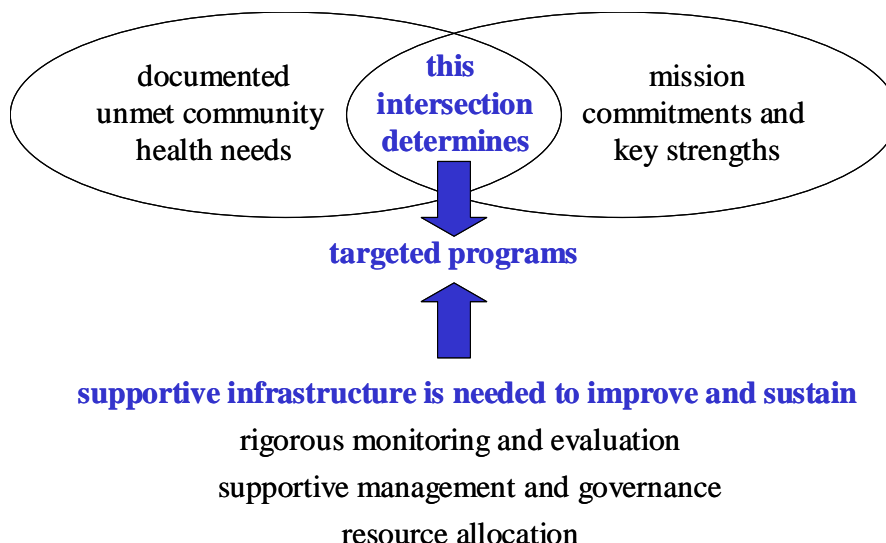 documented
unmet community
health needs
this
intersection
determines
mission
commitments and
key strengths
targeted programs
supportive infrastructure is needed to improve and sustain
rigorous monitoring and evaluation
supportive management and governance
resource allocation